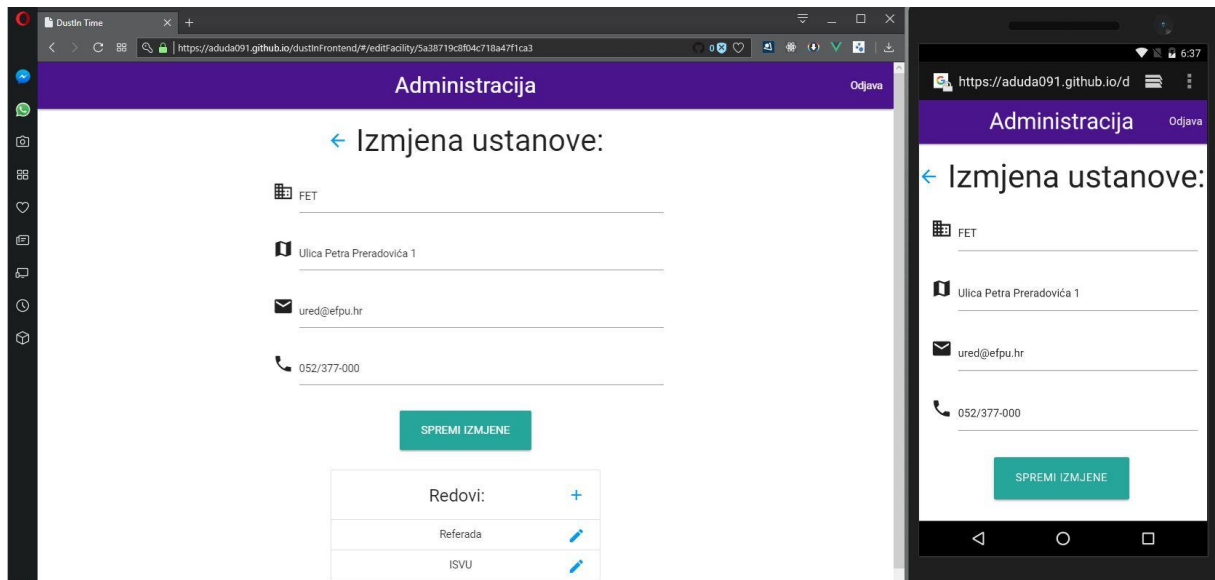 DustIn Time
https://aduda091.github.io/dustInFrontend/#/editFacility/5a38719c8f04c718a47f1ca3
0
Administracija
Odjava
Izmjena ustanove:
FET
Ulica Petra Preradovića 1
ured@efpu.hr
052/377-000
SPREMI IZMJENE
Redovi:
Referada
ISVU
6:37
https://aduda091.github.io/d
Administracija
Odjava
Izmjena ustanove:
FET
Ulica Petra Preradovića 1
ured@efpu.hr
052/377-000
SPREMI IZMJENE